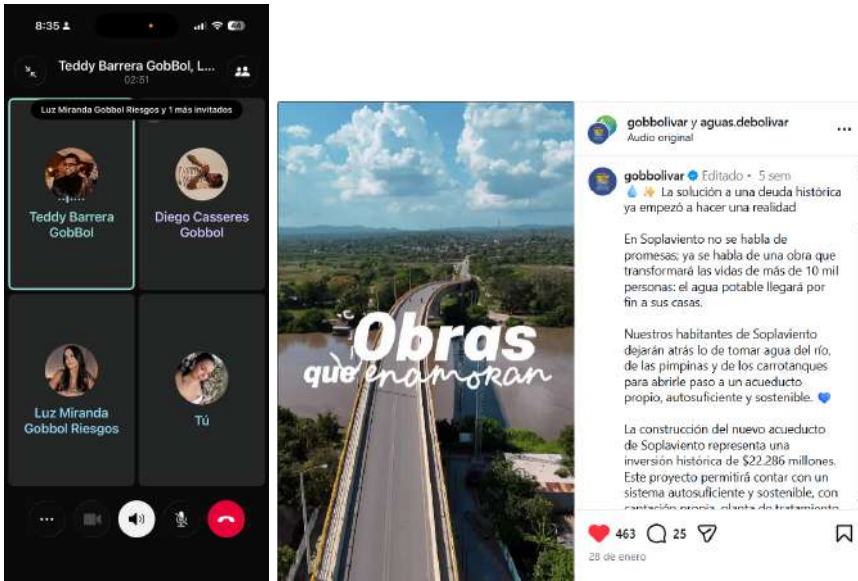 8:35
48
Teddy Barrera GobBol, L...
02:51
Luz Miranda Gobbol Riesgos y 1 más invitados
Teddy Barrera
GobBol
Diego Casseres
Gobbol
Luz Miranda
Gobbol Riesgos
Tú
Obras
que enamoran
gobbolivar y aguas.debolivar
Audio original
gobbolivar Editado • 5 sem
La solución a una deuda histórica
ya empezó a hacer una realidad
En Soplaviento no se habla de
promesas; ya se habla de una obra que
transformará las vidas de más de 10 mil
personas: el agua potable llegará por
fin a sus casas.
Nuestros habitantes de Soplaviento
dejarán atrás lo de tomar agua del río,
de las pimpinas y de los carrotanques
para abrirle paso a un acueducto
propio, autosuficiente y sostenible.
La construcción del nuevo acueducto
de Soplaviento representa una
inversión histórica de $22.286 millones.
Este proyecto permitirá contar con un
sistema autosuficiente y sostenible, con
captación propia, planta de tratamiento
463 25
28 de enero